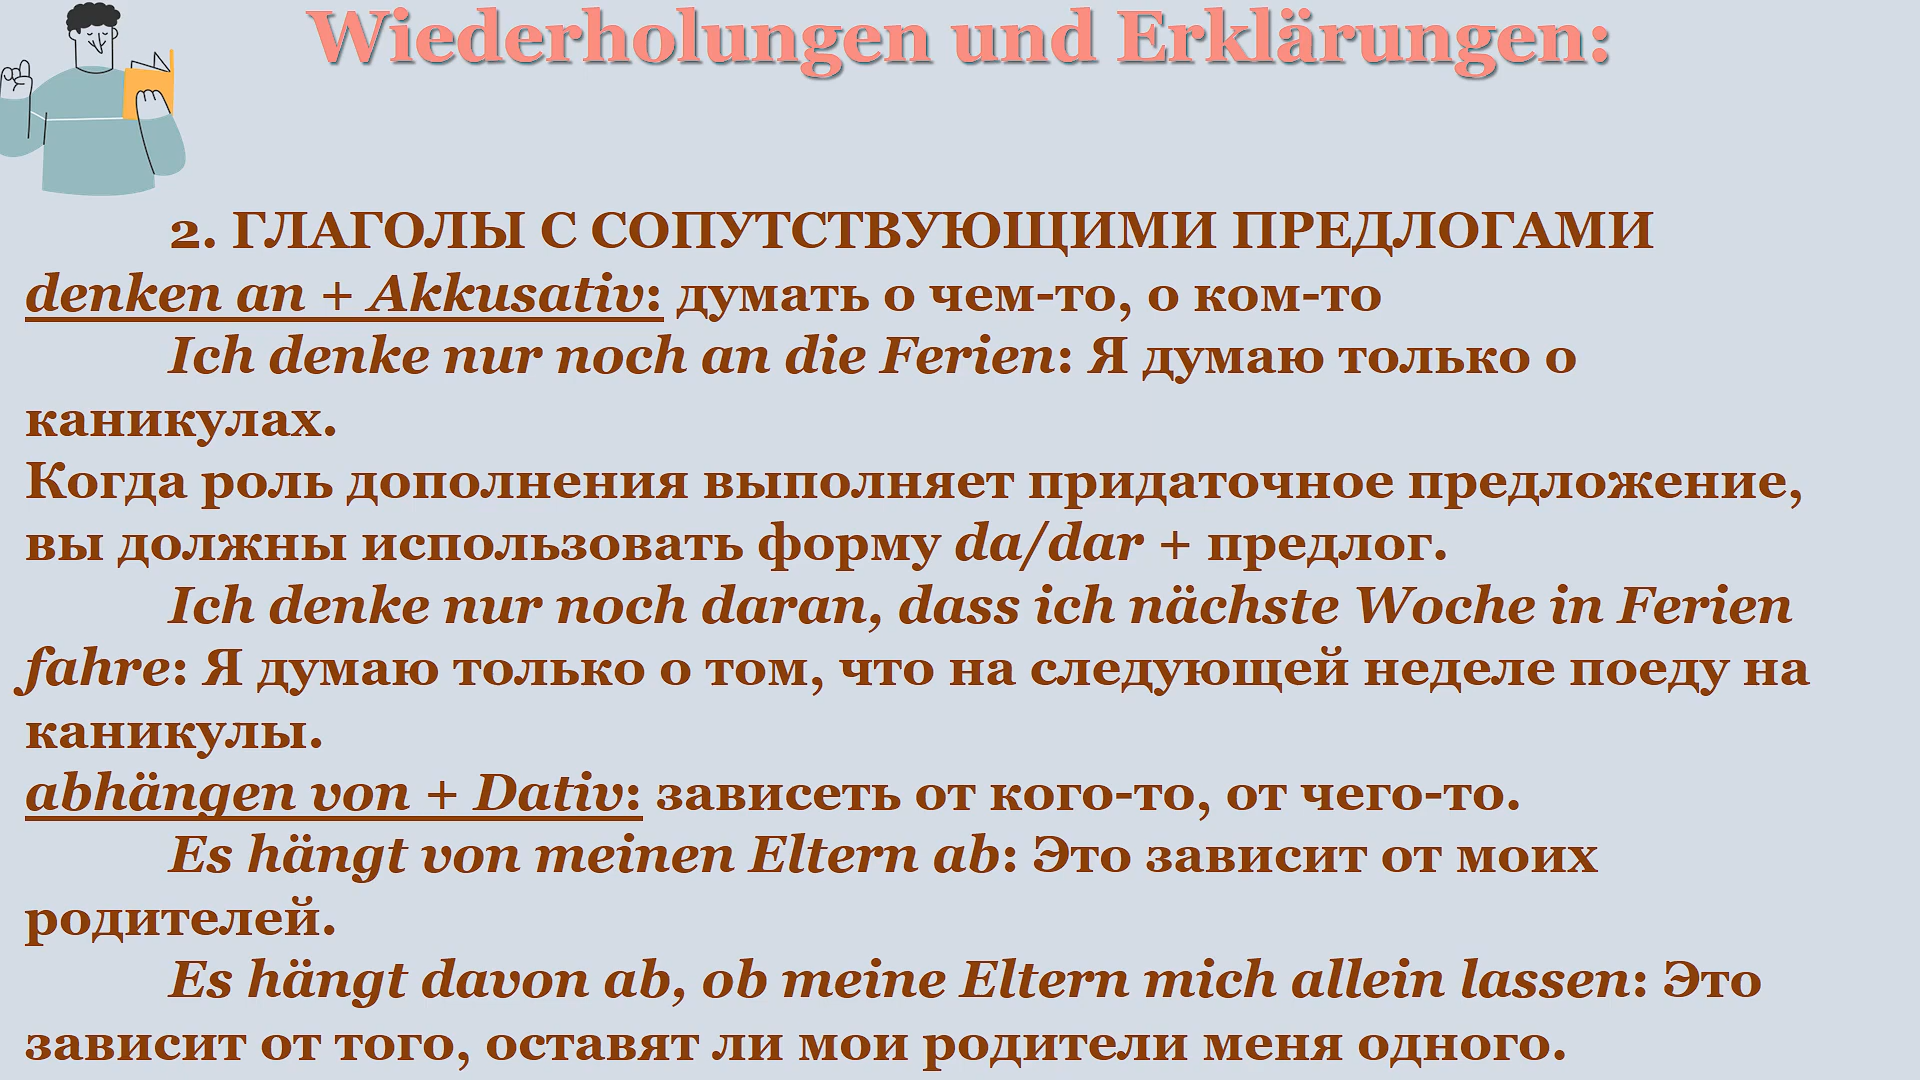 Wiederholungen und Erklärungen:
2. ГЛАГОЛЫ С СОПУТСТВУЮЩИМИ ПРЕДЛОГАМИ
denken an + Akkusativ: думать о чем-то, о ком-то
Ich denke nur noch an die Ferien: Я думаю только о
каникулах.
Когда роль дополнения выполняет придаточное предложение,
вы должны использовать форму da/dar + предлог.
Ich denke nur noch daran, dass ich nächste Woche in Ferien
fahre: Я думаю только о том, что на следующей неделе поеду на
каникулы.
abhängen von + Dativ: зависеть от кого-то, от чего-то.
Es hängt von meinen Eltern ab: Это зависит от моих
родителей.
Es hängt davon ab, ob meine Eltern mich allein lassen: Это
зависит от того, оставят ли мои родители меня одного.